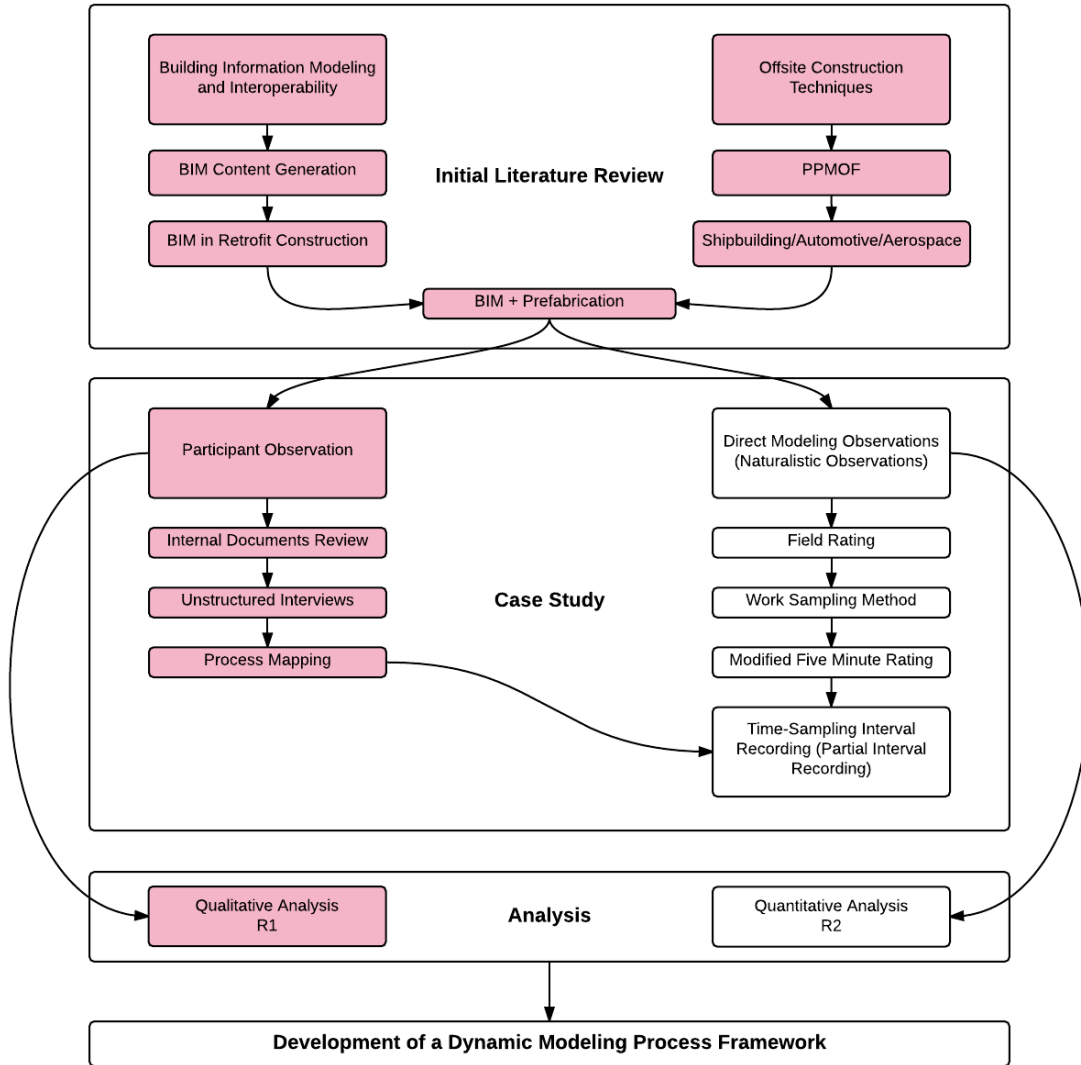 Building Information Modeling
and Interoperability
Offsite Construction
Techniques
BIM Content Generation
Initial Literature Review
PPMOF
BIM in Retrofit Construction
Shipbuilding/Automotive/Aerospace
BIM + Prefabrication
Participant Observation
Direct Modeling Observations
(Naturalistic Observations)
Internal Documents Review
Field Rating
Unstructured Interviews
Case Study
Work Sampling Method
Process Mapping
Modified Five Minute Rating
Time-Sampling Interval
Recording (Partial Interval
Recording)
Qualitative Analysis
R1
Analysis
Quantitative Analysis
R2
Development of a Dynamic Modeling Process Framework